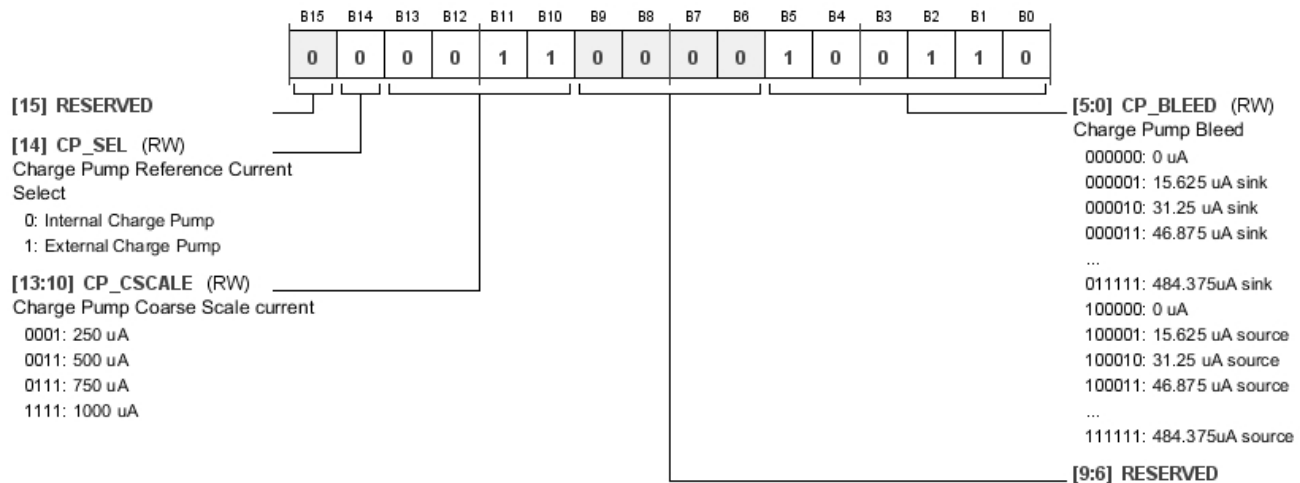 B15 B14 B13 B12 B11 B10 B9 B8 B7 B6 B5 B4 B3 B2 B1 B0
0 0 0 0 1 1 0 0 0 0 1 0 0 1 1 0
[15] RESERVED
[14] CP_SEL (RW)
Charge Pump Reference Current
Select
0: Internal Charge Pump
1: External Charge Pump
[13:10] CP_CSCALE (RW)
Charge Pump Coarse Scale current
0001: 250 uA
0011: 500 uA
0111: 750 uA
1111: 1000 uA
[5:0] CP_BLEED (RW)
Charge Pump Bleed
000000: 0 uA
000001: 15.625 uA sink
000010: 31.25 uA sink
000011: 46.875 uA sink
...
011111: 484.375uA sink
100000: 0 uA
100001: 15.625 uA source
100010: 31.25 uA source
100011: 46.875 uA source
...
111111: 484.375uA source
[9:6] RESERVED